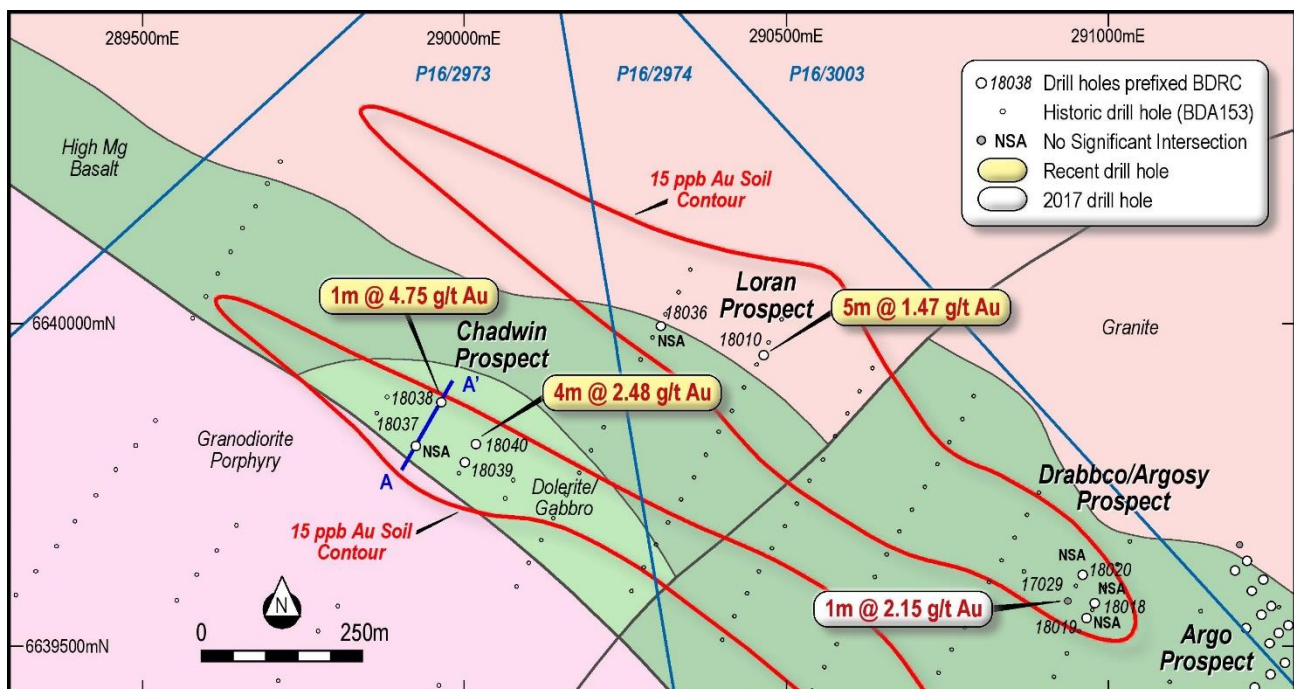 289500mE
290000mE
290500mE
291000mE
P16/2973
P16/2974
P16/3003
18038 Drill holes prefixed BDRC
Historic drill hole (BDA153)
NSA No Significant Intersection
Recent drill hole
2017 drill hole
High Mg
Basalt
15 ppb Au Soil
Contour
1m @ 4.75 g/t Au
Loran
Prospect
18036
NSA
5m @ 1.47 g/t Au
18010
Granite
6640000mN
Chadwin
Prospect
A'
18038
4m @ 2.48 g/t Au
18037
NSA
18040
18039
A
Granodiorite
Porphyry
Dolerite/
Gabbro
15 ppb Au Soil
Contour
Drabbco/Argosy
Prospect
NSA
18020
17029
NSA
18018
1m @ 2.15 g/t Au
NSA
18019
Argo
Prospect
N
0
250m
6639500mN